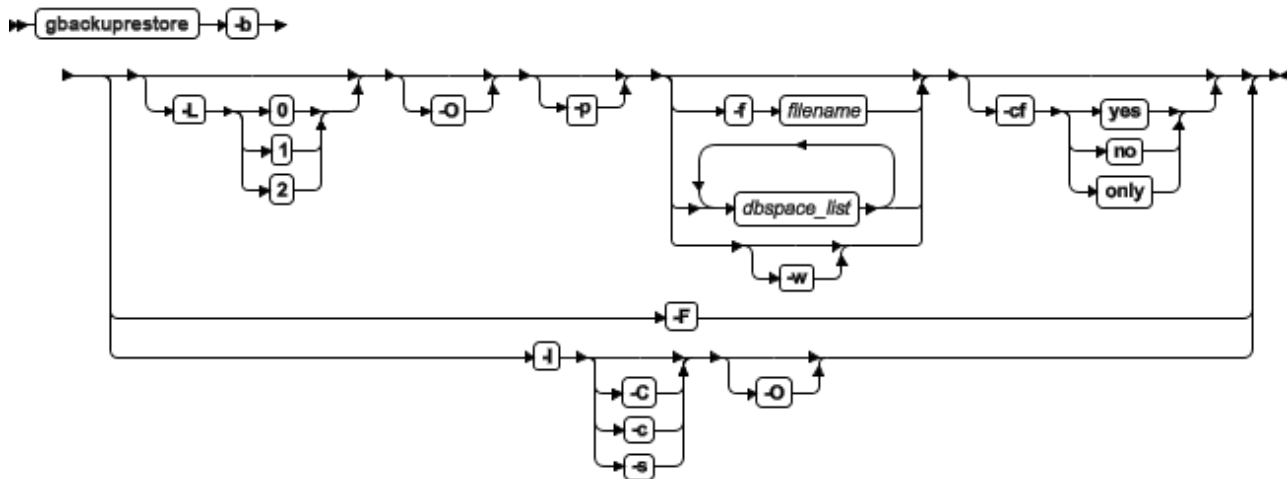 gbackuprestore -b
-L 0 -O -p -f filename -cf yes
1 no
2 dbspace_list only
-w
-F
-l -C -O
-c
-s